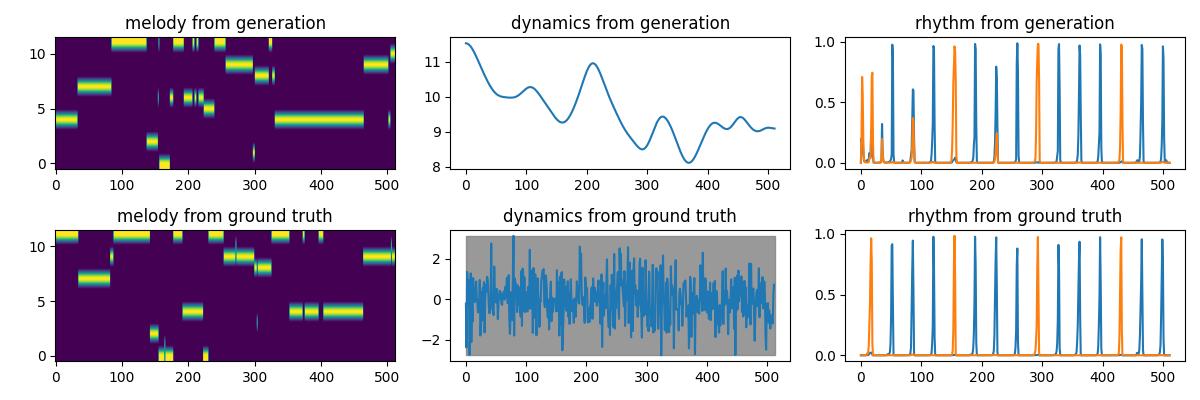 melody from generation
10
5
0
0 100 200 300 400 500
dynamics from generation
11
10
9
8
0 100 200 300 400 500
rhythm from generation
1.0
0.5
0.0
0 100 200 300 400 500
melody from ground truth
10
5
0
0 100 200 300 400 500
dynamics from ground truth
2
0
−2
0 100 200 300 400 500
rhythm from ground truth
1.0
0.5
0.0
0 100 200 300 400 500